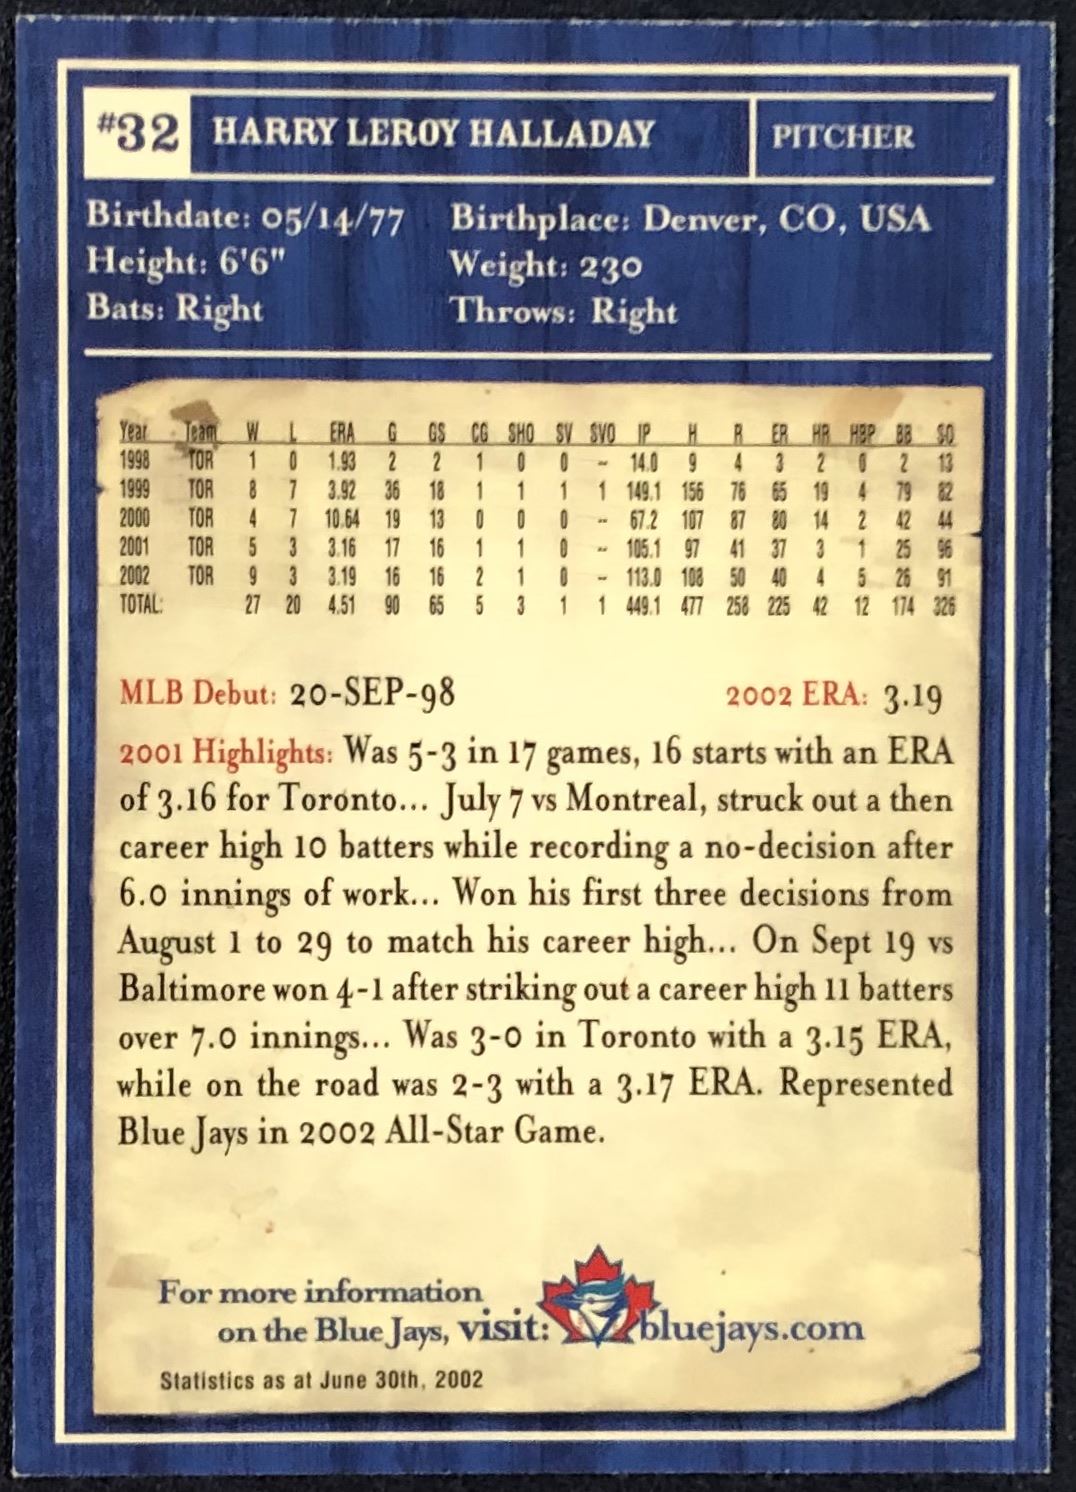 #32 HARRY LEROY HALLADAY PITCHER
Birthdate: 05/14/77 Birthplace: Denver, CO, USA
Height: 6'6" Weight: 230
Bats: Right Throws: Right
Year Team W L ERA G GS CG SHO SV SVO IP H R ER HR HBP BB SO
1998 TOR 1 0 1.93 2 2 1 0 0 -- 14.0 9 4 3 2 0 2 13
1999 TOR 8 7 3.92 36 18 1 1 1 1 149.1 156 76 65 19 4 79 82
2000 TOR 4 7 10.64 19 13 0 0 0 -- 67.2 107 87 80 14 2 42 44
2001 TOR 5 3 3.16 17 16 1 1 0 -- 105.1 97 41 37 3 1 25 96
2002 TOR 9 3 3.19 16 16 2 1 0 -- 113.0 108 50 40 4 5 26 91
TOTAL: 27 20 4.51 90 65 5 3 1 1 449.1 477 258 225 42 12 174 326
MLB Debut: 20-SEP-98 2002 ERA: 3.19
2001 Highlights: Was 5-3 in 17 games, 16 starts with an ERA
of 3.16 for Toronto... July 7 vs Montreal, struck out a then
career high 10 batters while recording a no-decision after
6.0 innings of work... Won his first three decisions from
August 1 to 29 to match his career high... On Sept 19 vs
Baltimore won 4-1 after striking out a career high 11 batters
over 7.0 innings... Was 3-0 in Toronto with a 3.15 ERA,
while on the road was 2-3 with a 3.17 ERA. Represented
Blue Jays in 2002 All-Star Game.
For more information
on the Blue Jays, visit: bluejays.com
Statistics as at June 30th, 2002